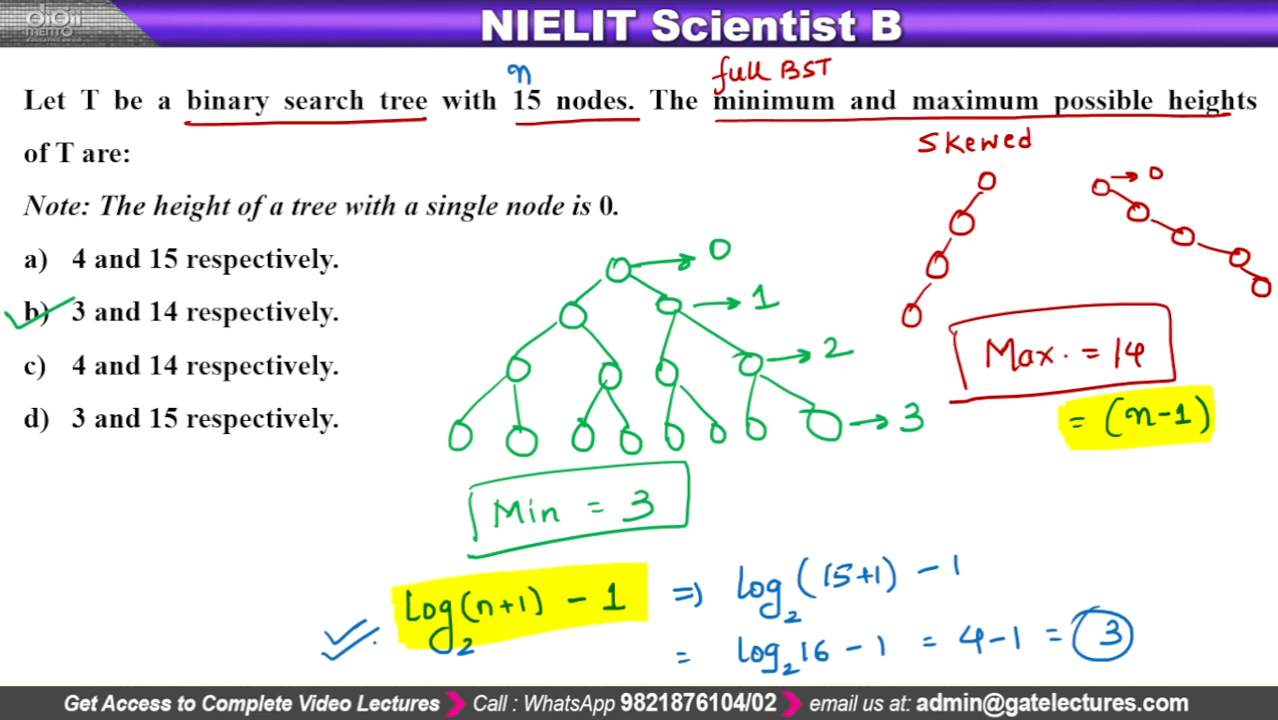 digii
MENTO
NIELIT Scientist B
n
full BST
Let T be a binary search tree with 15 nodes. The minimum and maximum possible heights
of T are:
Skewed
Note: The height of a tree with a single node is 0.
a) 4 and 15 respectively.
b) 3 and 14 respectively.
c) 4 and 14 respectively.
d) 3 and 15 respectively.
0
1
2
3
0
Max. = 14
= (n-1)
Min = 3
log₂(n+1) - 1 ⇒ log₂(15+1) - 1
= log₂16 - 1 = 4-1 = 3
Get Access to Complete Video Lectures Call : WhatsApp 9821876104/02 email us at: admin@gatelectures.com